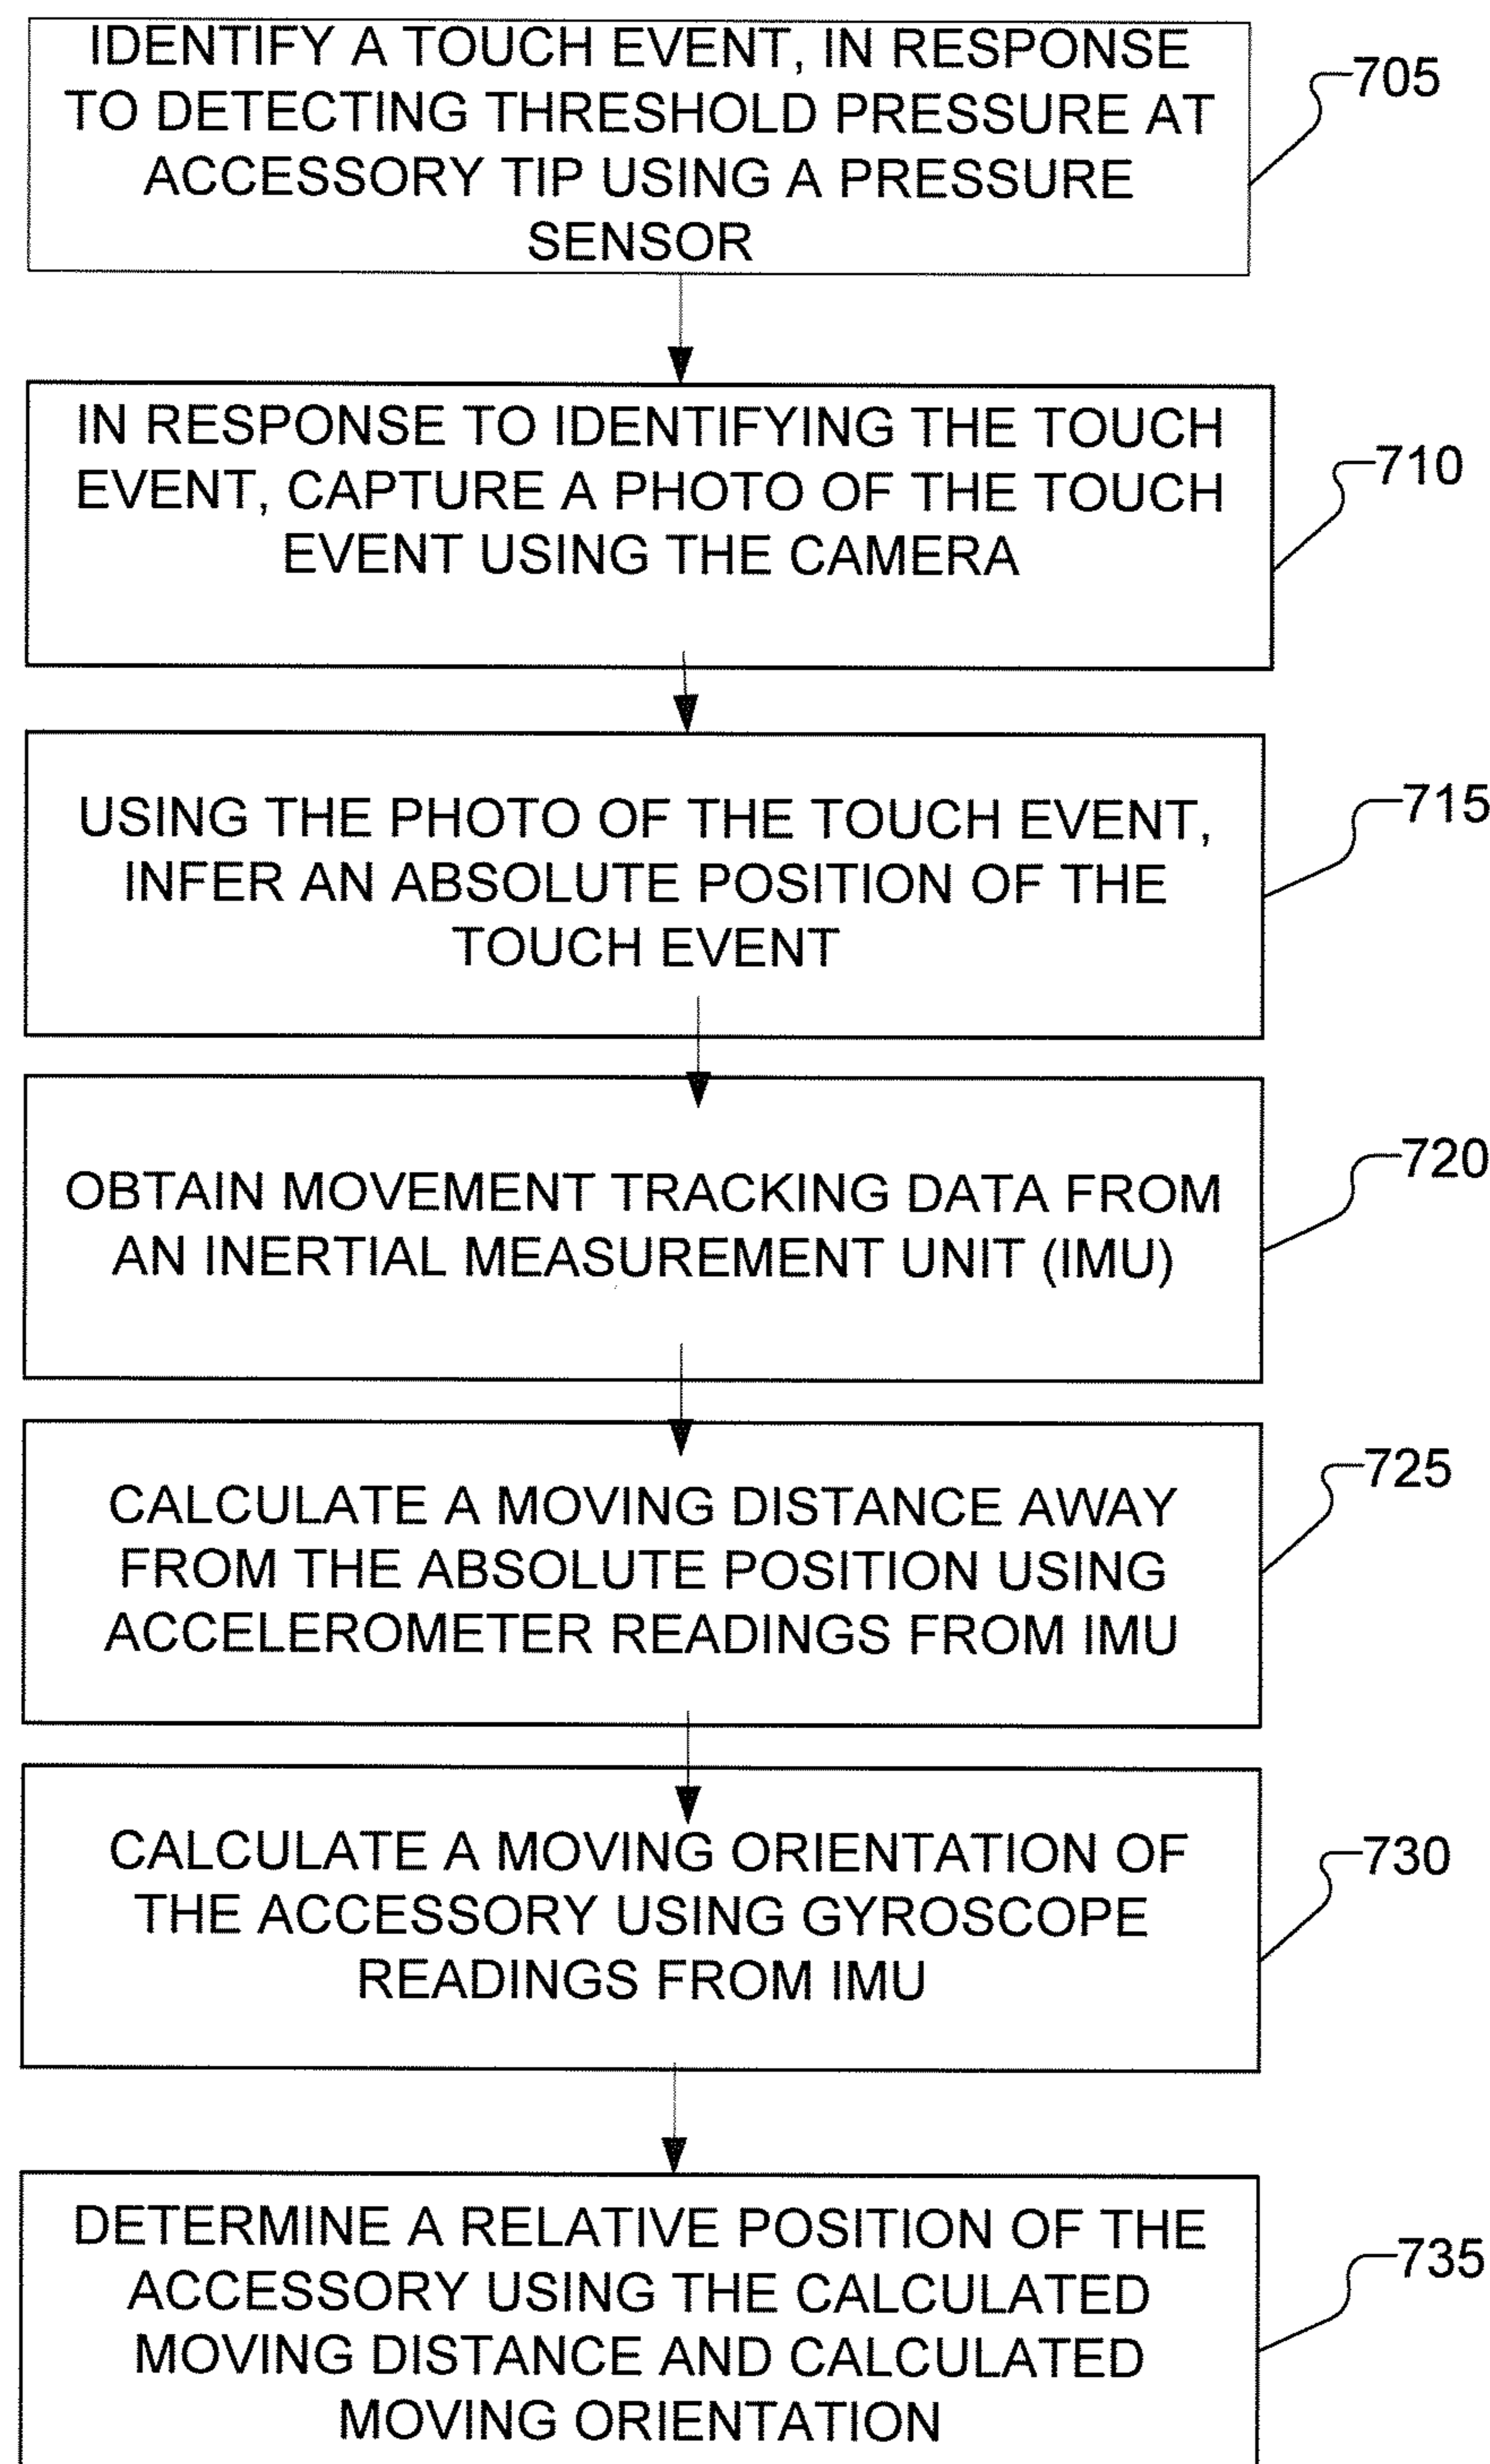 IDENTIFY A TOUCH EVENT, IN RESPONSE
TO DETECTING THRESHOLD PRESSURE AT
ACCESSORY TIP USING A PRESSURE
SENSOR
705
IN RESPONSE TO IDENTIFYING THE TOUCH
EVENT, CAPTURE A PHOTO OF THE TOUCH
EVENT USING THE CAMERA
710
USING THE PHOTO OF THE TOUCH EVENT,
INFER AN ABSOLUTE POSITION OF THE
TOUCH EVENT
715
OBTAIN MOVEMENT TRACKING DATA FROM
AN INERTIAL MEASUREMENT UNIT (IMU)
720
CALCULATE A MOVING DISTANCE AWAY
FROM THE ABSOLUTE POSITION USING
ACCELEROMETER READINGS FROM IMU
725
CALCULATE A MOVING ORIENTATION OF
THE ACCESSORY USING GYROSCOPE
READINGS FROM IMU
730
DETERMINE A RELATIVE POSITION OF THE
ACCESSORY USING THE CALCULATED
MOVING DISTANCE AND CALCULATED
MOVING ORIENTATION
735